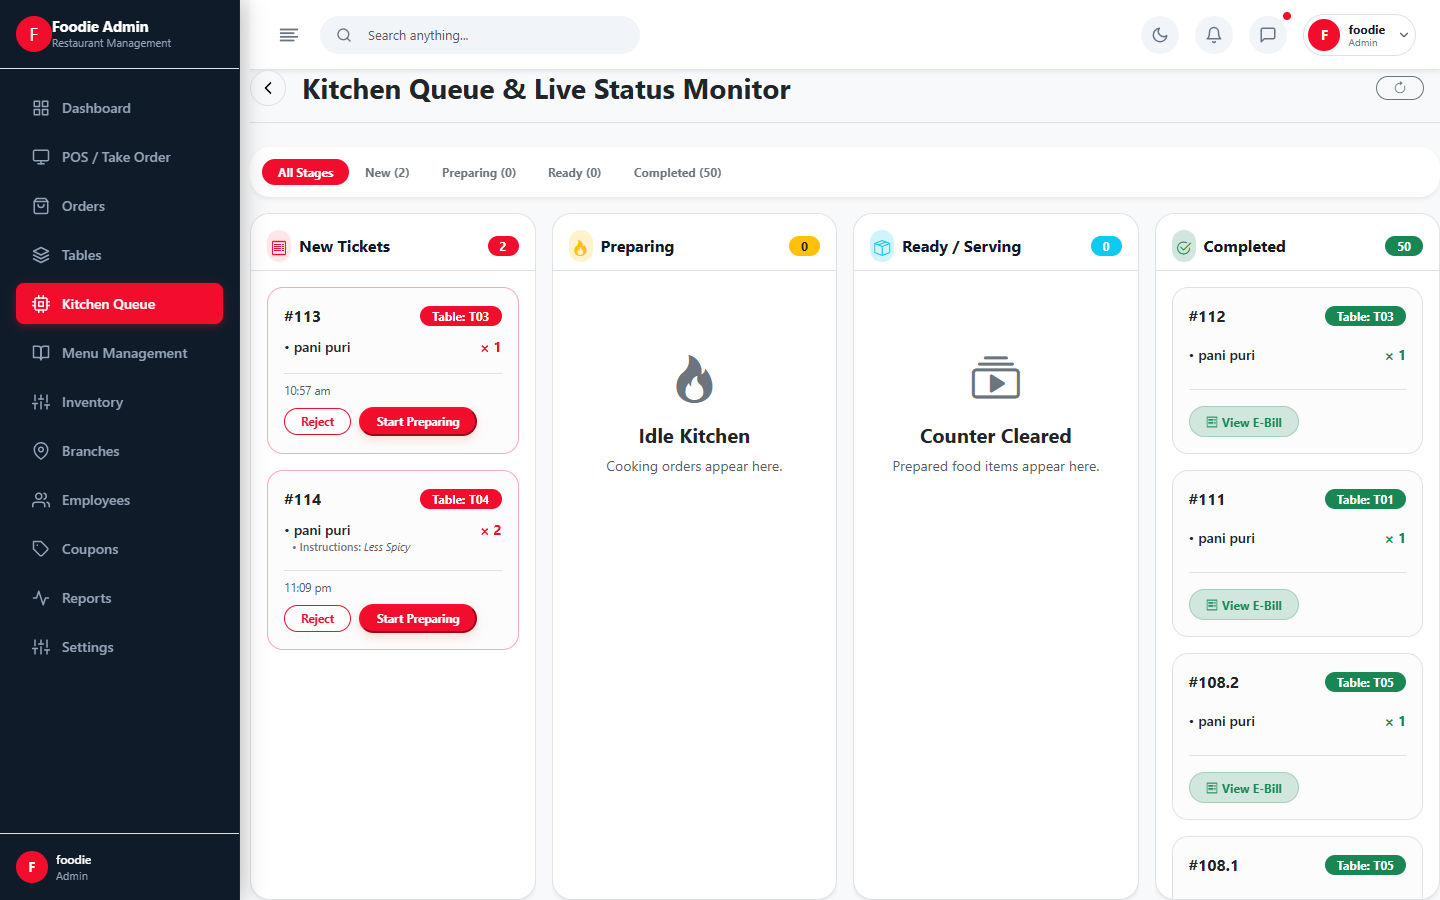 F
Foodie Admin
Restaurant Management
Dashboard
POS / Take Order
Orders
Tables
Kitchen Queue
Menu Management
Inventory
Branches
Employees
Coupons
Reports
Settings
F
foodie
Admin
Search anything...
F
foodie
Admin
Kitchen Queue & Live Status Monitor
All Stages
New (2)
Preparing (0)
Ready (0)
Completed (50)
New Tickets
2
#113
Table: T03
• pani puri
× 1
10:57 am
Reject
Start Preparing
#114
Table: T04
• pani puri
× 2
• Instructions: Less Spicy
11:09 pm
Reject
Start Preparing
Preparing
0
Idle Kitchen
Cooking orders appear here.
Ready / Serving
0
Counter Cleared
Prepared food items appear here.
Completed
50
#112
Table: T03
• pani puri
× 1
View E-Bill
#111
Table: T01
• pani puri
× 1
View E-Bill
#108.2
Table: T05
• pani puri
× 1
View E-Bill
#108.1
Table: T05